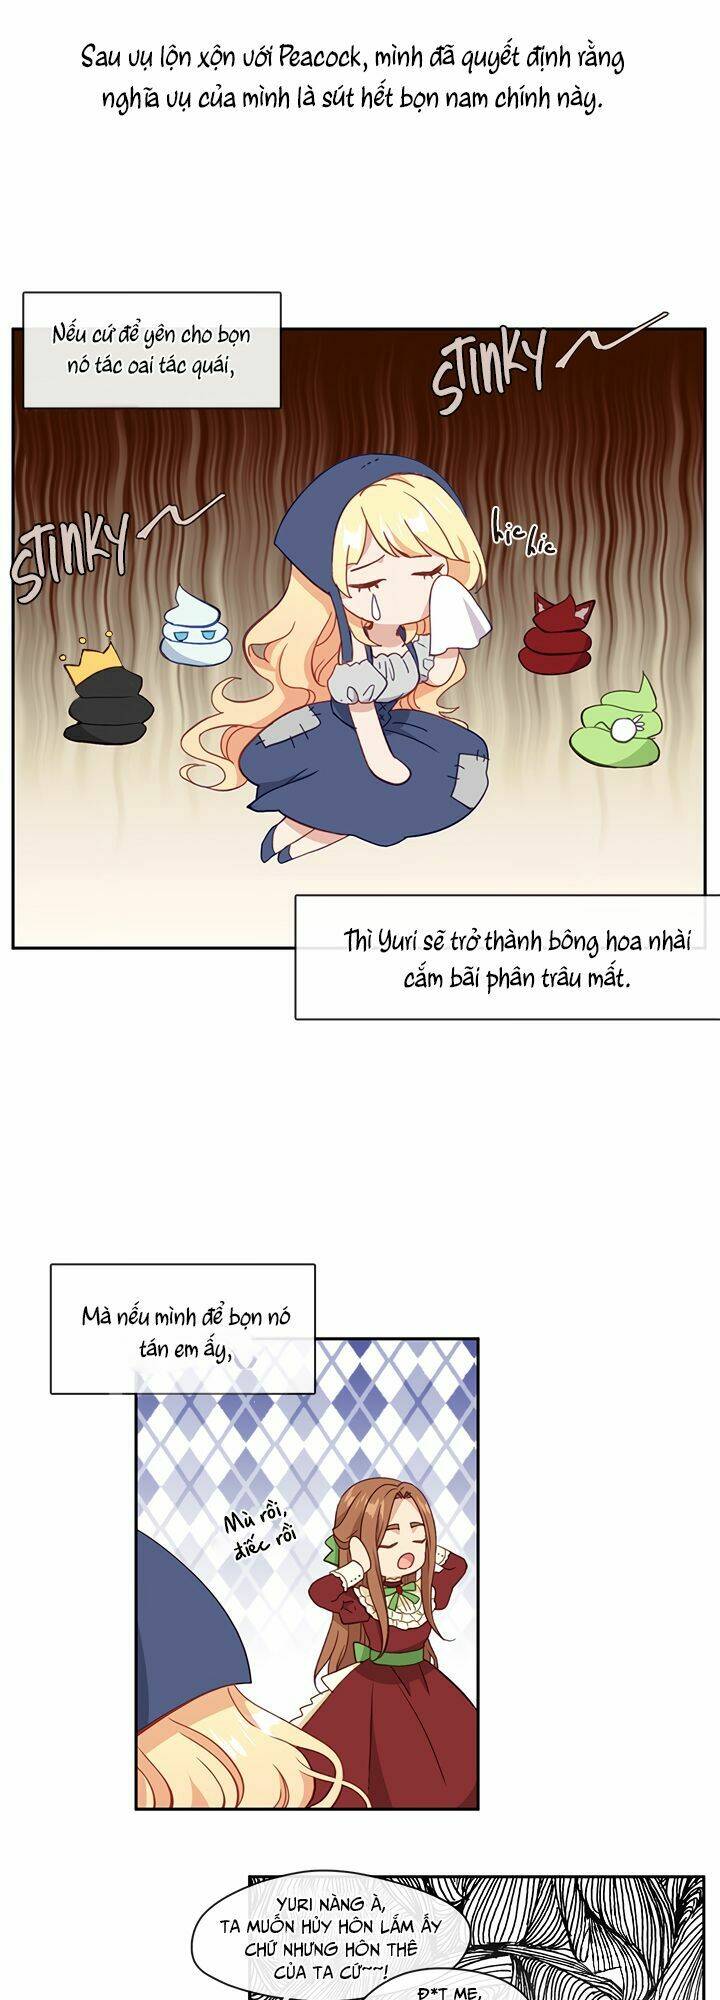 Sau vụ lộn xộn với Peacock, mình đã quyết định rằng
nghĩa vụ của mình là sút hết bọn nam chính này.
Nếu cứ để yên cho bọn
nó tác oai tác quái,
STINKY
STINKY
hic hic
Thì Yuri sẽ trở thành bông hoa nhài
cắm bãi phân trâu mất.
Mà nếu mình để bọn nó
tán em ấy,
Mù rồi,
điếc rồi
YURI NÀNG À,
TA MUỐN HỦY HÔN LẮM ẤY
CHỨ NHƯNG HÔN THÊ
CỦA TA CỨ~~!
Đ*T ME,